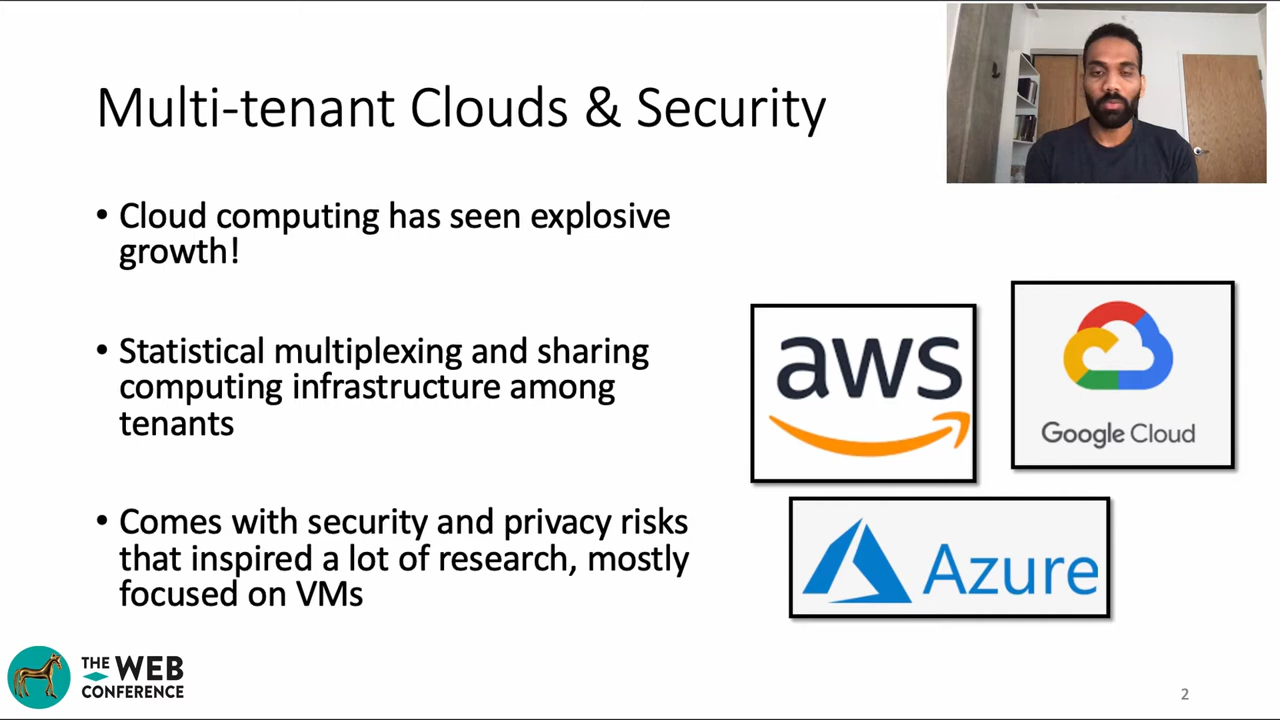 Multi-tenant Clouds & Security
• Cloud computing has seen explosive
growth!
• Statistical multiplexing and sharing
computing infrastructure among
tenants
• Comes with security and privacy risks
that inspired a lot of research, mostly
focused on VMs
aws
Google Cloud
Azure
THE WEB
CONFERENCE
2